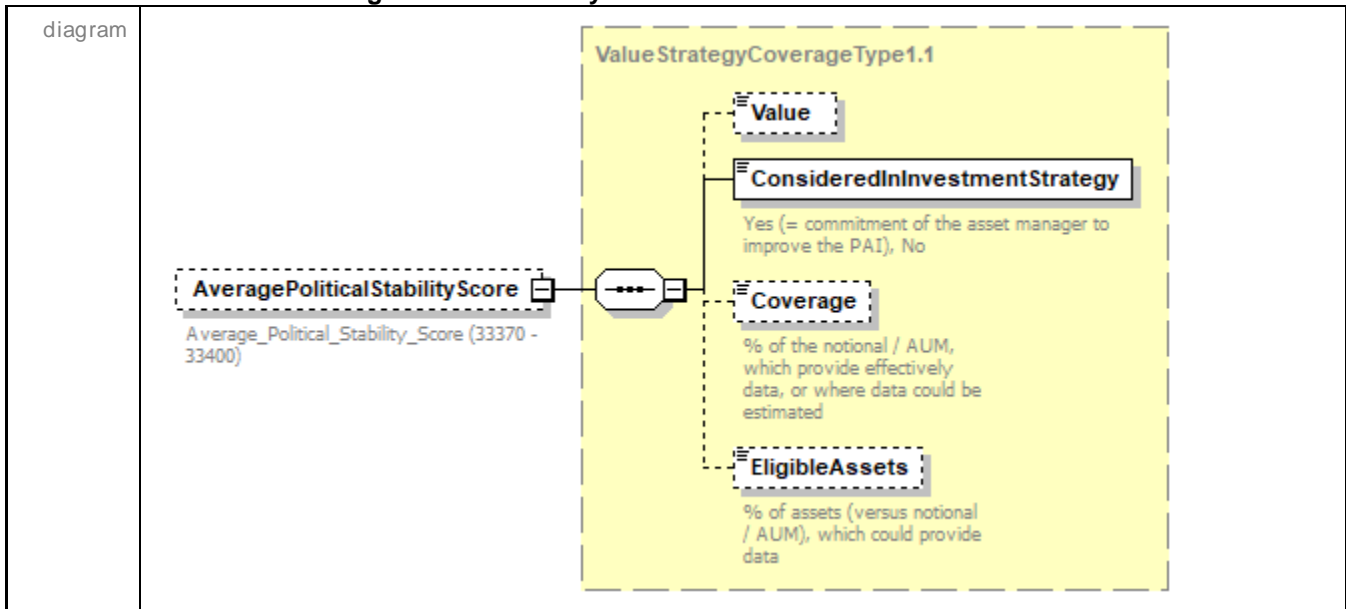 diagram
ValueStrategyCoverageType1.1
Value
ConsideredInInvestmentStrategy
Yes (= commitment of the asset manager to
improve the PAI), No
AveragePoliticalStabilityScore
Average_Political_Stability_Score (33370 -
33400)
Coverage
% of the notional / AUM,
which provide effectively
data, or where data could be
estimated
EligibleAssets
% of assets (versus notional
/ AUM), which could provide
data